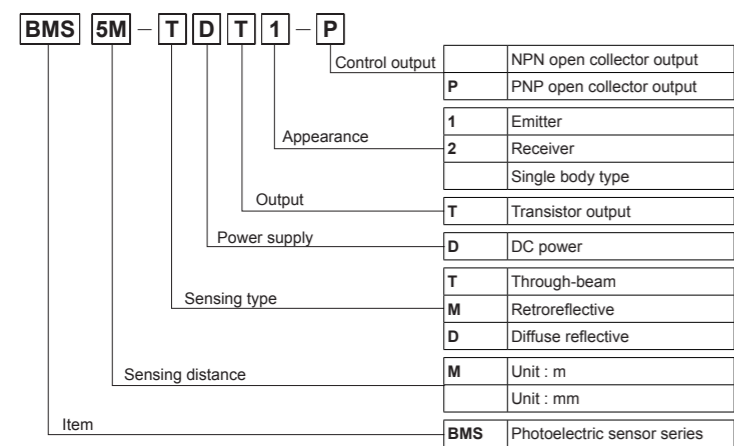 BMS 5M - T D T 1 - P
Control output
NPN open collector output
P PNP open collector output
1 Emitter
Appearance
2 Receiver
Single body type
Output
T Transistor output
Power supply
D DC power
T Through-beam
Sensing type
M Retroreflective
D Diffuse reflective
Sensing distance
M Unit : m
Unit : mm
Item
BMS Photoelectric sensor series